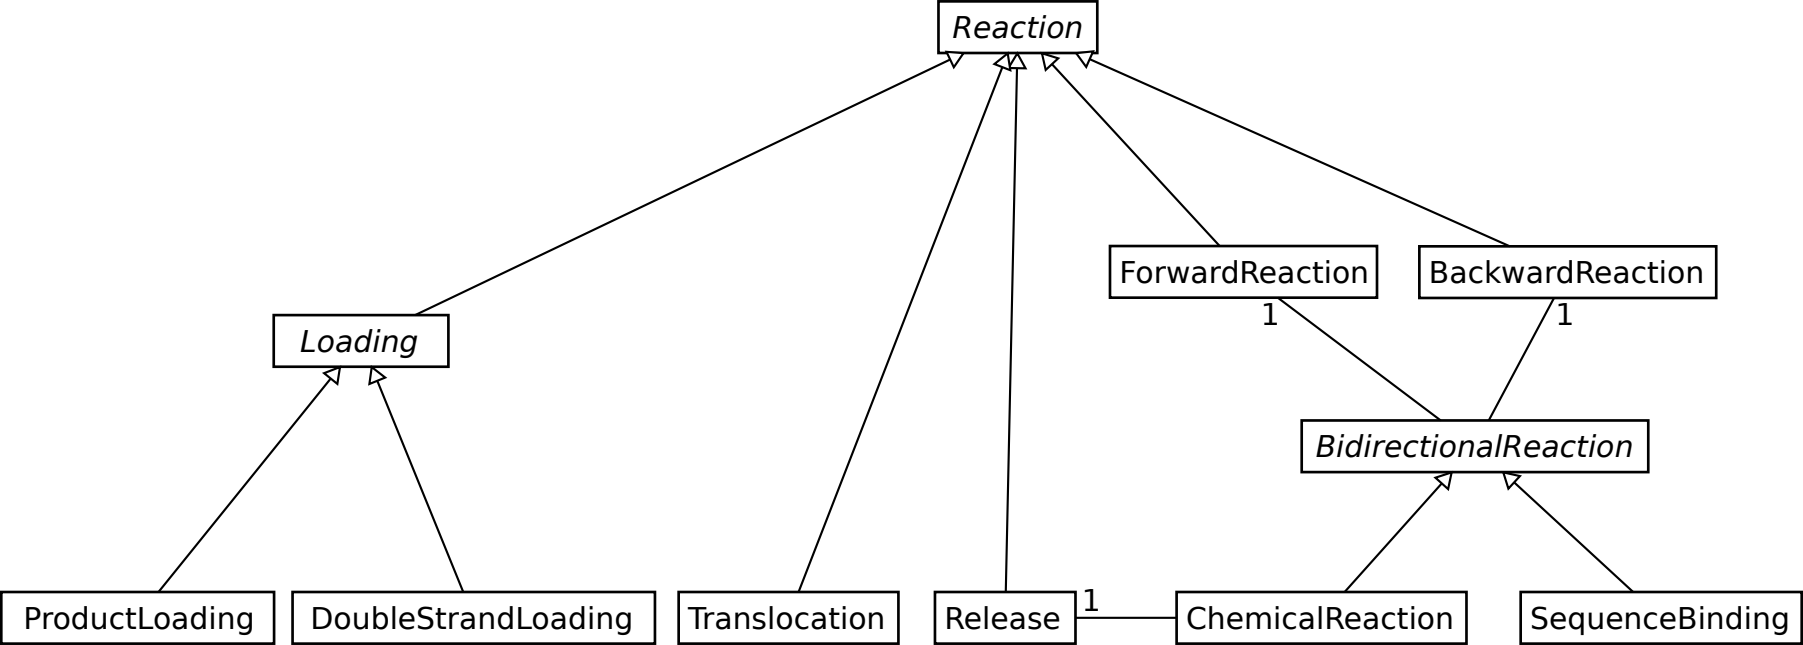 Reaction
ForwardReaction
BackwardReaction
1
1
Loading
BidirectionalReaction
ProductLoading
DoubleStrandLoading
Translocation
Release
1
ChemicalReaction
SequenceBinding